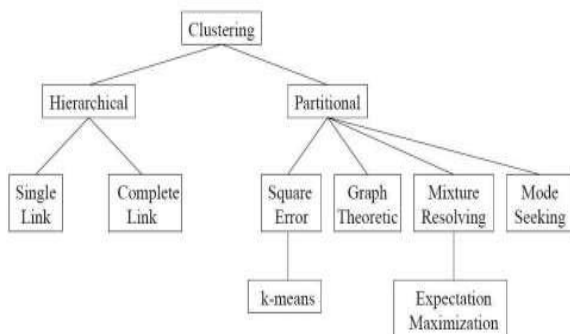 Clustering
Hierarchical
Partitional
Single
Link
Complete
Link
Square
Error
Graph
Theoretic
Mixture
Resolving
Mode
Seeking
k-means
Expectation
Maximization